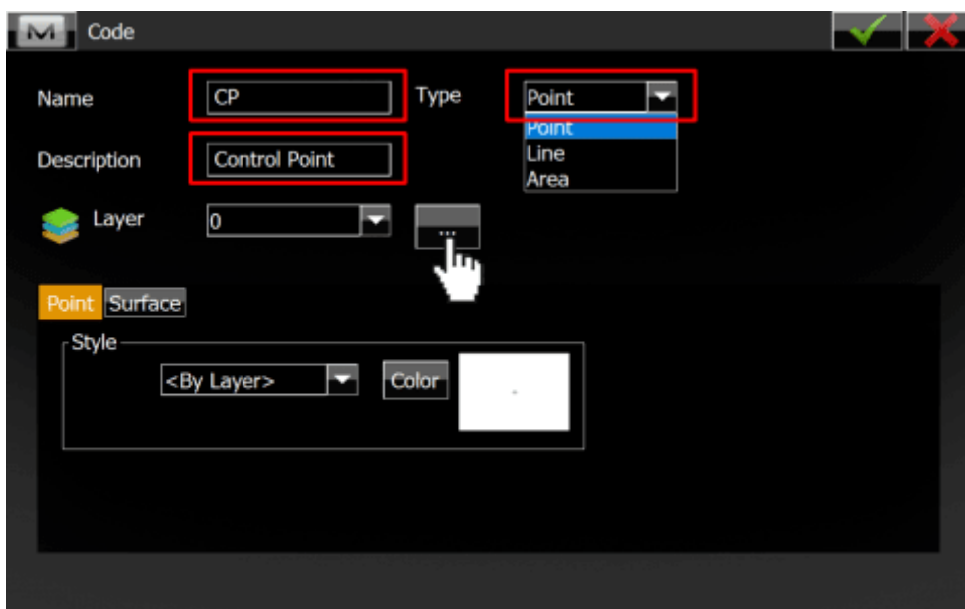 M Code
Name CP Type Point
Point
Description Control Point Line
Area
Layer 0 ...
Point Surface
Style
<By Layer> Color